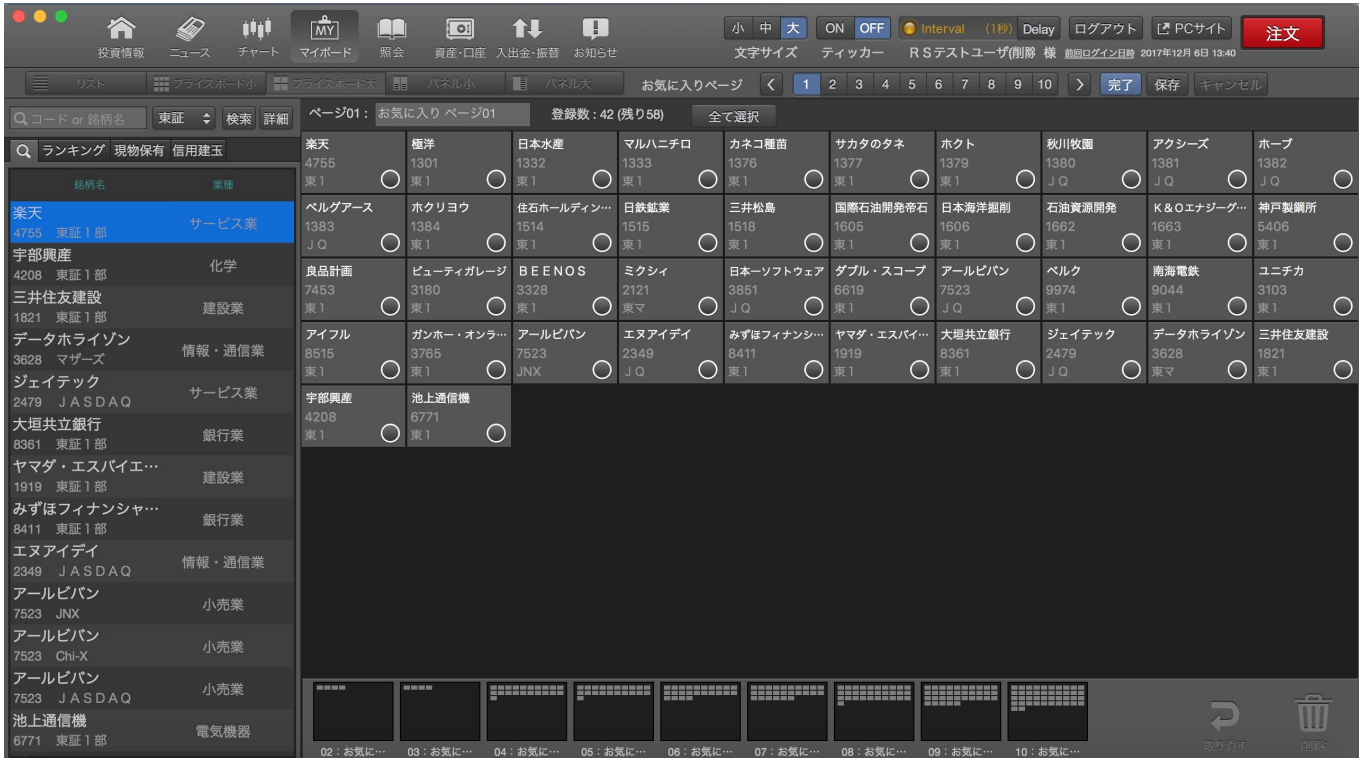 小 中 大 ON OFF Interval (1秒) Delay ログアウト PCサイト 注文
投資情報 ニュース チャート マイボード 照会 資産・口座 入出金・振替 お知らせ 文字サイズ ティッカー RSテストユーザ(削除 様 前回ログイン日時 2017年12月 6日 13:40
MY
リスト プライスボード小 プライスボード大 パネル小 パネル大 お気に入りページ 1 2 3 4 5 6 7 8 9 10 完了 保存 キャンセル
コード or 銘柄名 東証 検索 詳細
ランキング 現物保有 信用建玉
銘柄名 業種
楽天 サービス業
4755 東証1部
宇部興産 化学
4208 東証1部
三井住友建設 建設業
1821 東証1部
データホライゾン 情報・通信業
3628 マザーズ
ジェイテック サービス業
2479 JASDAQ
大垣共立銀行 銀行業
8361 東証1部
ヤマダ・エスバイエ… 建設業
1919 東証1部
みずほフィナンシャ… 銀行業
8411 東証1部
エヌアイデイ 情報・通信業
2349 JASDAQ
アールビバン 小売業
7523 JNX
アールビバン 小売業
7523 Chi-X
アールビバン 小売業
7523 JASDAQ
池上通信機 電気機器
6771 東証1部
ページ01: お気に入り ページ01 登録数 : 42 (残り58) 全て選択
楽天 極洋 日本水産 マルハニチロ カネコ種苗 サカタのタネ ホクト 秋川牧園 アクシーズ ホーブ
4755 1301 1332 1333 1376 1377 1379 1380 1381 1382
東1 東1 東1 東1 東1 東1 東1 JQ JQ JQ
ベルグアース ホクリヨウ 住石ホールディン… 日鉄鉱業 三井松島 国際石油開発帝石 日本海洋掘削 石油資源開発 K&Oエナジーグ… 神戸製鋼所
1383 1384 1514 1515 1518 1605 1606 1662 1663 5406
JQ 東1 東1 東1 東1 東1 東1 東1 東1 東1
良品計画 ビューティガレージ BEENOS ミクシィ 日本一ソフトウェア ダブル・スコープ アールビバン ベルク 南海電鉄 ユニチカ
7453 3180 3328 2121 3851 6619 7523 9974 9044 3103
東1 東1 東1 東マ JQ 東1 JQ 東1 東1 東1
アイフル ガンホー・オンラ… アールビバン エヌアイデイ みずほフィナンシ… ヤマダ・エスバイ… 大垣共立銀行 ジェイテック データホライゾン 三井住友建設
8515 3765 7523 2349 8411 1919 8361 2479 3628 1821
東1 東1 JNX JQ 東1 東1 東1 JQ 東マ 東1
宇部興産 池上通信機
4208 6771
東1 東1
02 : お気に… 03 : お気に… 04 : お気に… 05 : お気に… 06 : お気に… 07 : お気に… 08 : お気に… 09 : お気に… 10 : お気に… 取り消す 削除